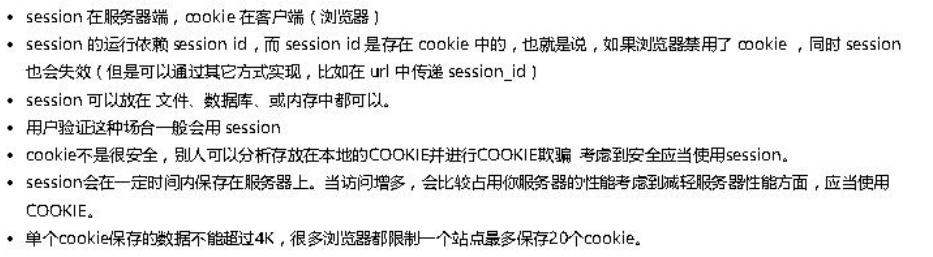 • session 在服务器端，cookie 在客户端（浏览器）
• session 的运行依赖 session id，而 session id 是存在 cookie 中的，也就是说，如果浏览器禁用了 cookie ，同时 session
也会失效（但是可以通过其它方式实现，比如在 url 中传递 session_id）
• session 可以放在 文件、数据库、或内存中都可以。
• 用户验证这种场合一般会用 session
• cookie不是很安全，别人可以分析存放在本地的COOKIE并进行COOKIE欺骗 考虑到安全应当使用session。
• session会在一定时间内保存在服务器上。当访问增多，会比较占用你服务器的性能考虑到减轻服务器性能方面，应当使用
COOKIE。
• 单个cookie保存的数据不能超过4K，很多浏览器都限制一个站点最多保存20个cookie。